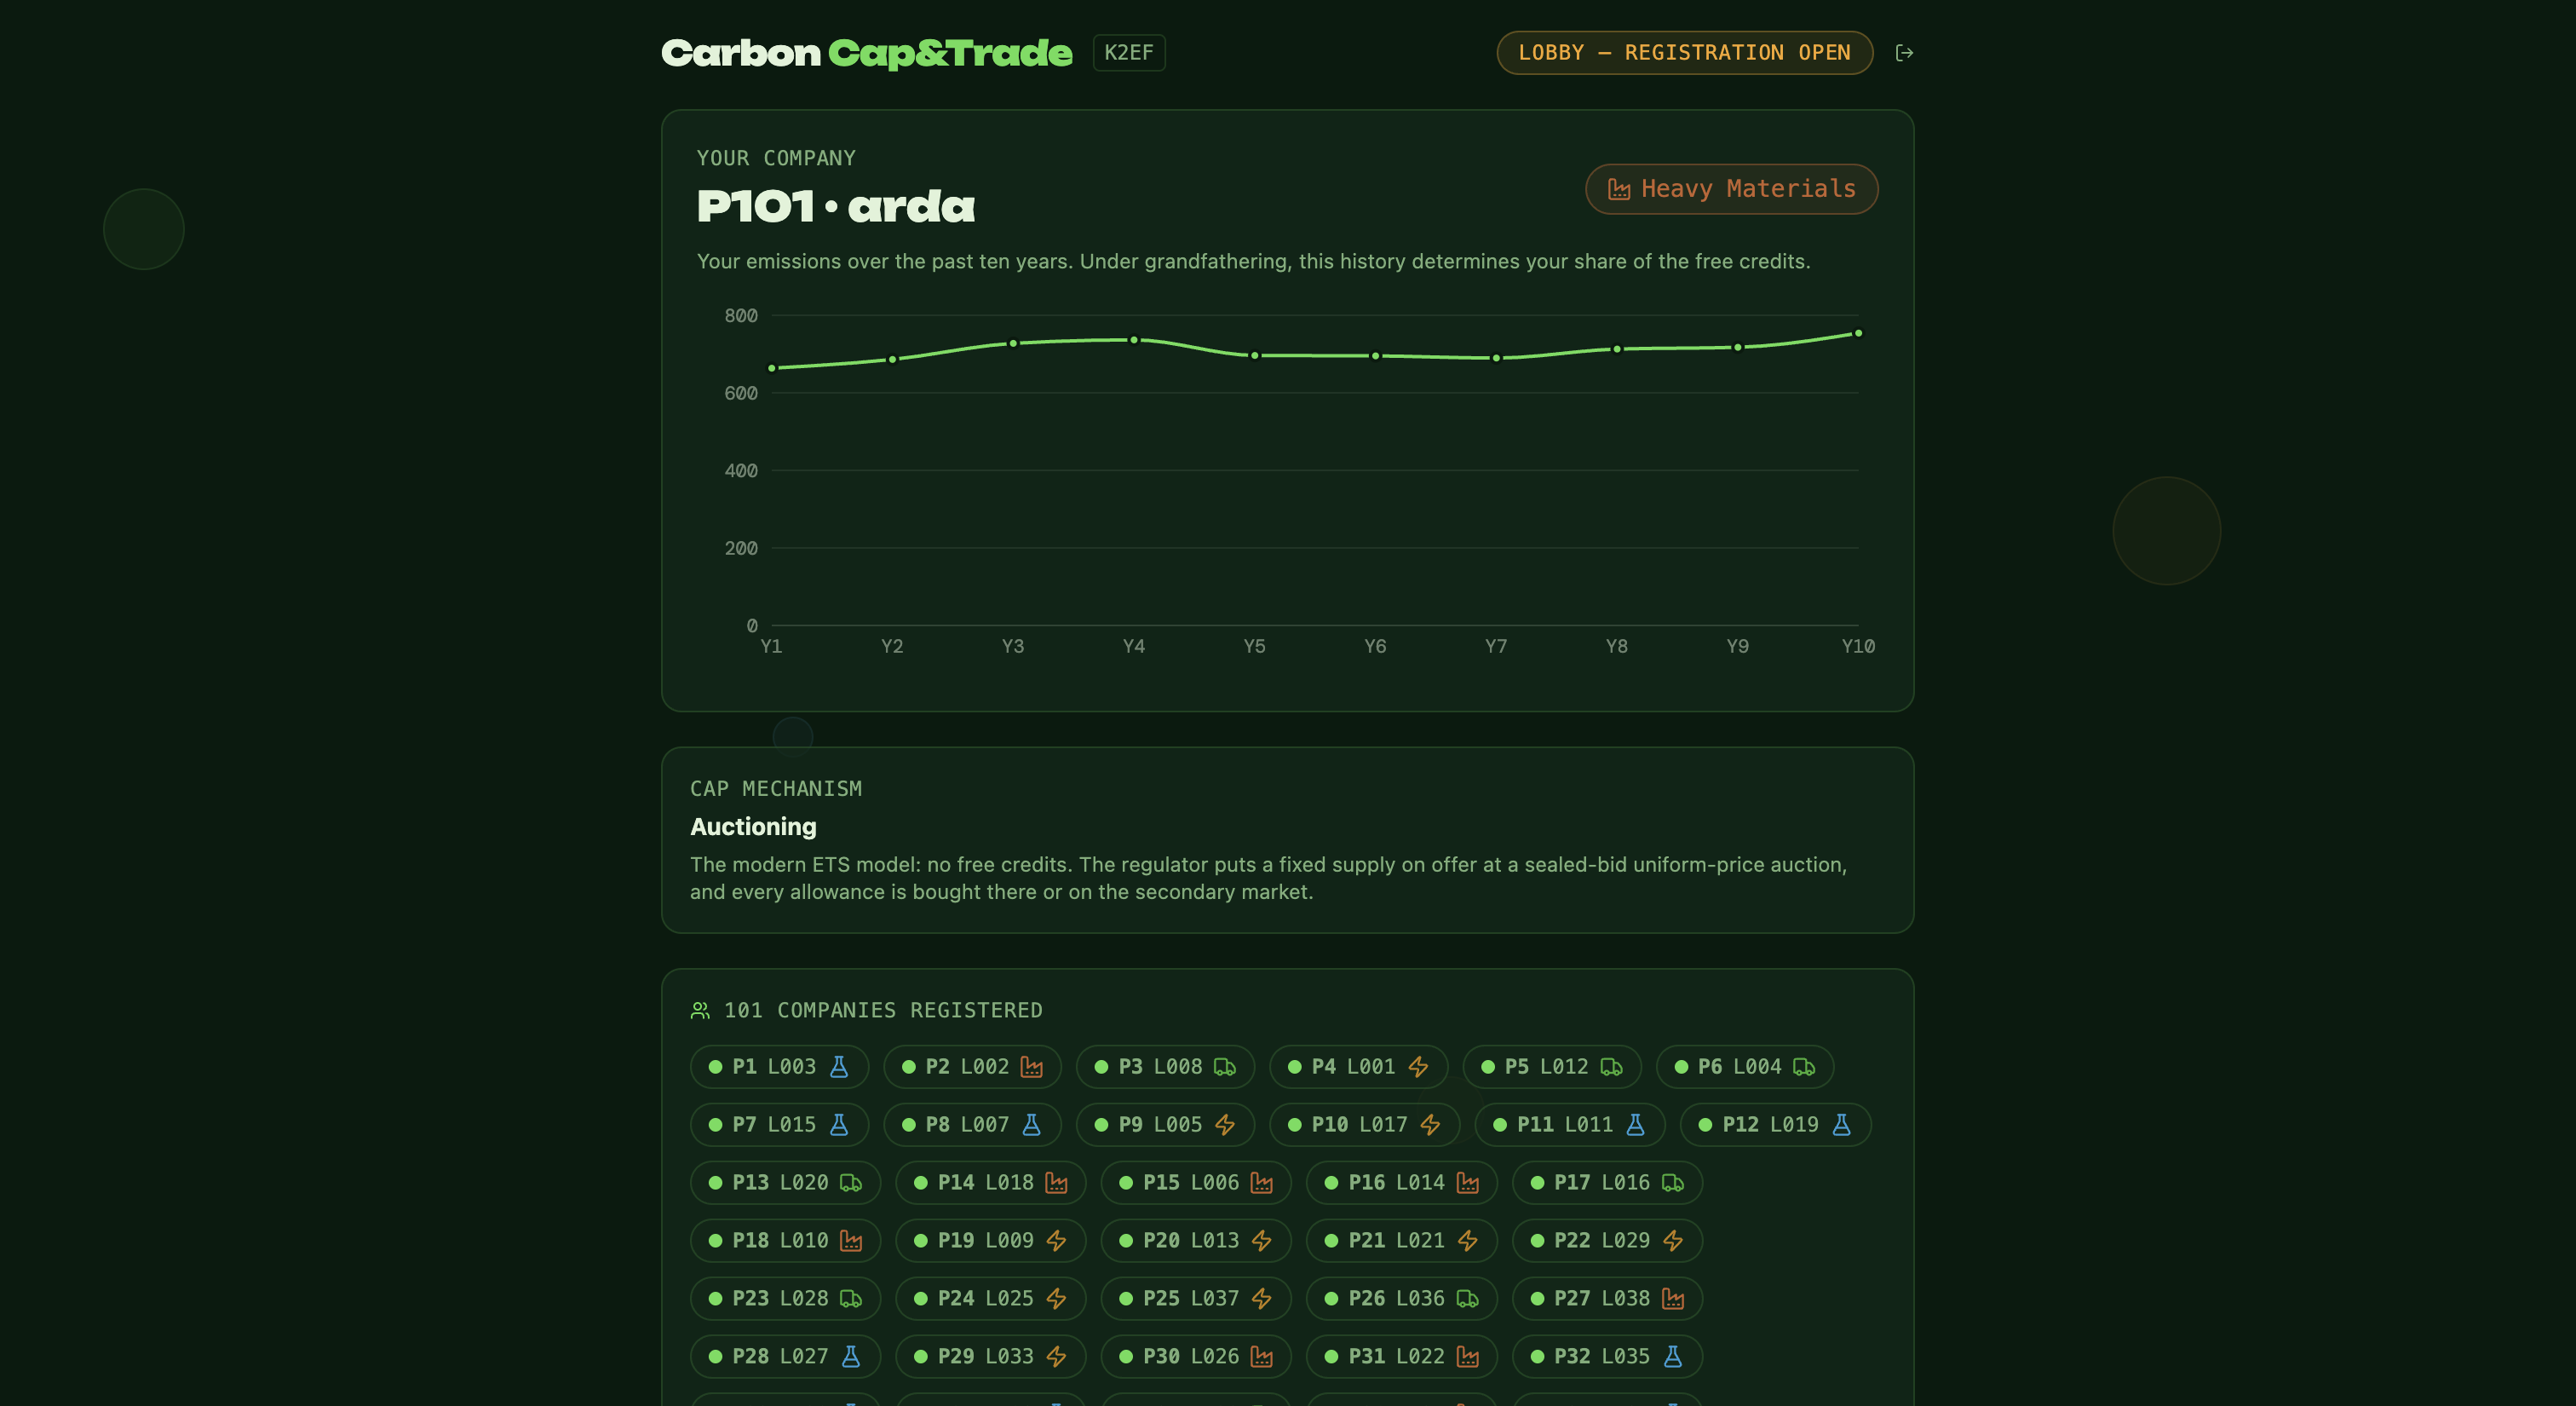 Carbon Cap&Trade K2EF LOBBY — REGISTRATION OPEN
YOUR COMPANY
P101 · arda
Heavy Materials
Your emissions over the past ten years. Under grandfathering, this history determines your share of the free credits.
800
600
400
200
0
Y1 Y2 Y3 Y4 Y5 Y6 Y7 Y8 Y9 Y10
CAP MECHANISM
Auctioning
The modern ETS model: no free credits. The regulator puts a fixed supply on offer at a sealed-bid uniform-price auction,
and every allowance is bought there or on the secondary market.
101 COMPANIES REGISTERED
P1 L003 P2 L002 P3 L008 P4 L001 P5 L012 P6 L004
P7 L015 P8 L007 P9 L005 P10 L017 P11 L011 P12 L019
P13 L020 P14 L018 P15 L006 P16 L014 P17 L016
P18 L010 P19 L009 P20 L013 P21 L021 P22 L029
P23 L028 P24 L025 P25 L037 P26 L036 P27 L038
P28 L027 P29 L033 P30 L026 P31 L022 P32 L035